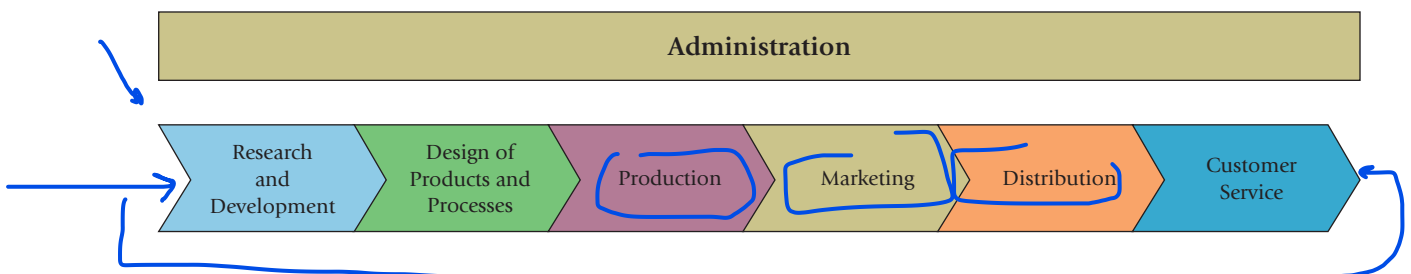 Administration
Research
and
Development
Design of
Products and
Processes
Production
Marketing
Distribution
Customer
Service